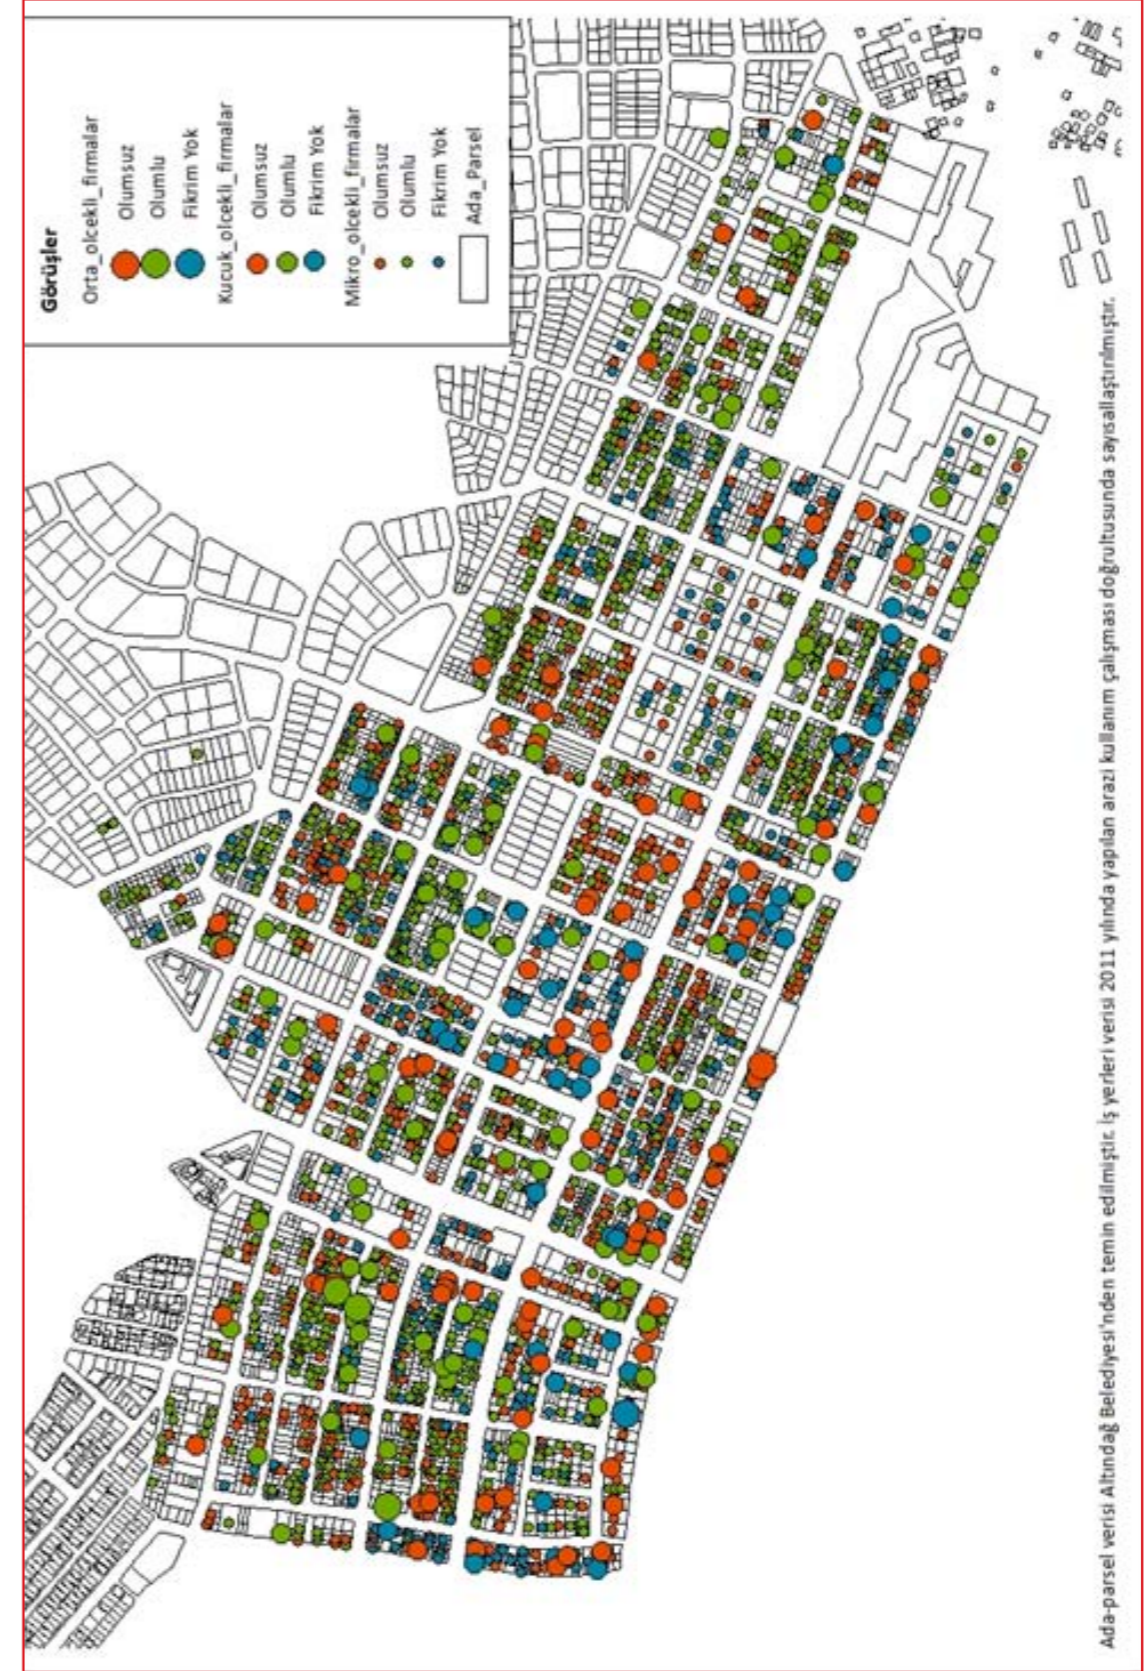 Görüşler
Orta_olcekli_firmalar
Olumsuz
Olumlu
Fikrim Yok
Kucuk_olcekli_firmalar
Olumsuz
Olumlu
Fikrim Yok
Mikro_olcekli_firmalar
Olumsuz
Olumlu
Fikrim Yok
Ada_Parsel
Ada-parsel verisi Altındağ Belediyesi'nden temin edilmiştir. İş yerleri verisi 2011 yılında yapılan arazi kullanım çalışması doğrultusunda sayısallaştırılmıştır.